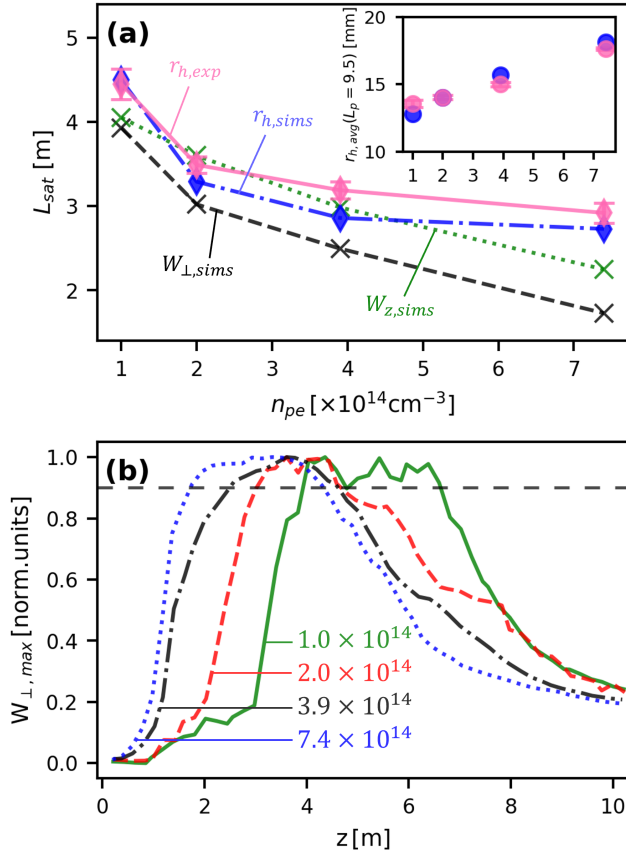 (a)
5
4
3
2
L_sat [m]
r_h,exp
r_h,sims
W_⊥,sims
W_z,sims
r_h,avg(L_p = 9.5) [mm]
20
15
10
1 2 3 4 5 6 7
1 2 3 4 5 6 7
n_pe [×10^14 cm^−3]
(b)
1.0
0.8
0.6
0.4
0.2
0.0
W_⊥,max [norm.units]
1.0 × 10^14
2.0 × 10^14
3.9 × 10^14
7.4 × 10^14
0 2 4 6 8 10
z [m]